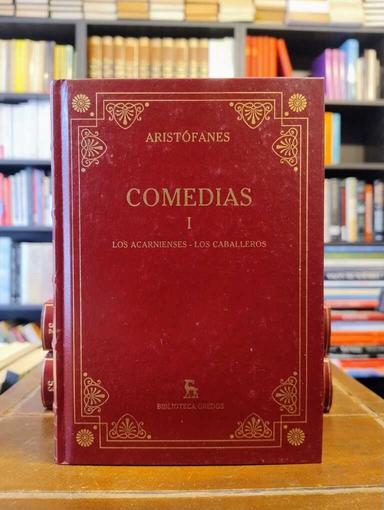 ARISTÓFANES
COMEDIAS
I
LOS ACARNIENSES - LOS CABALLEROS
BIBLIOTECA GREDOS